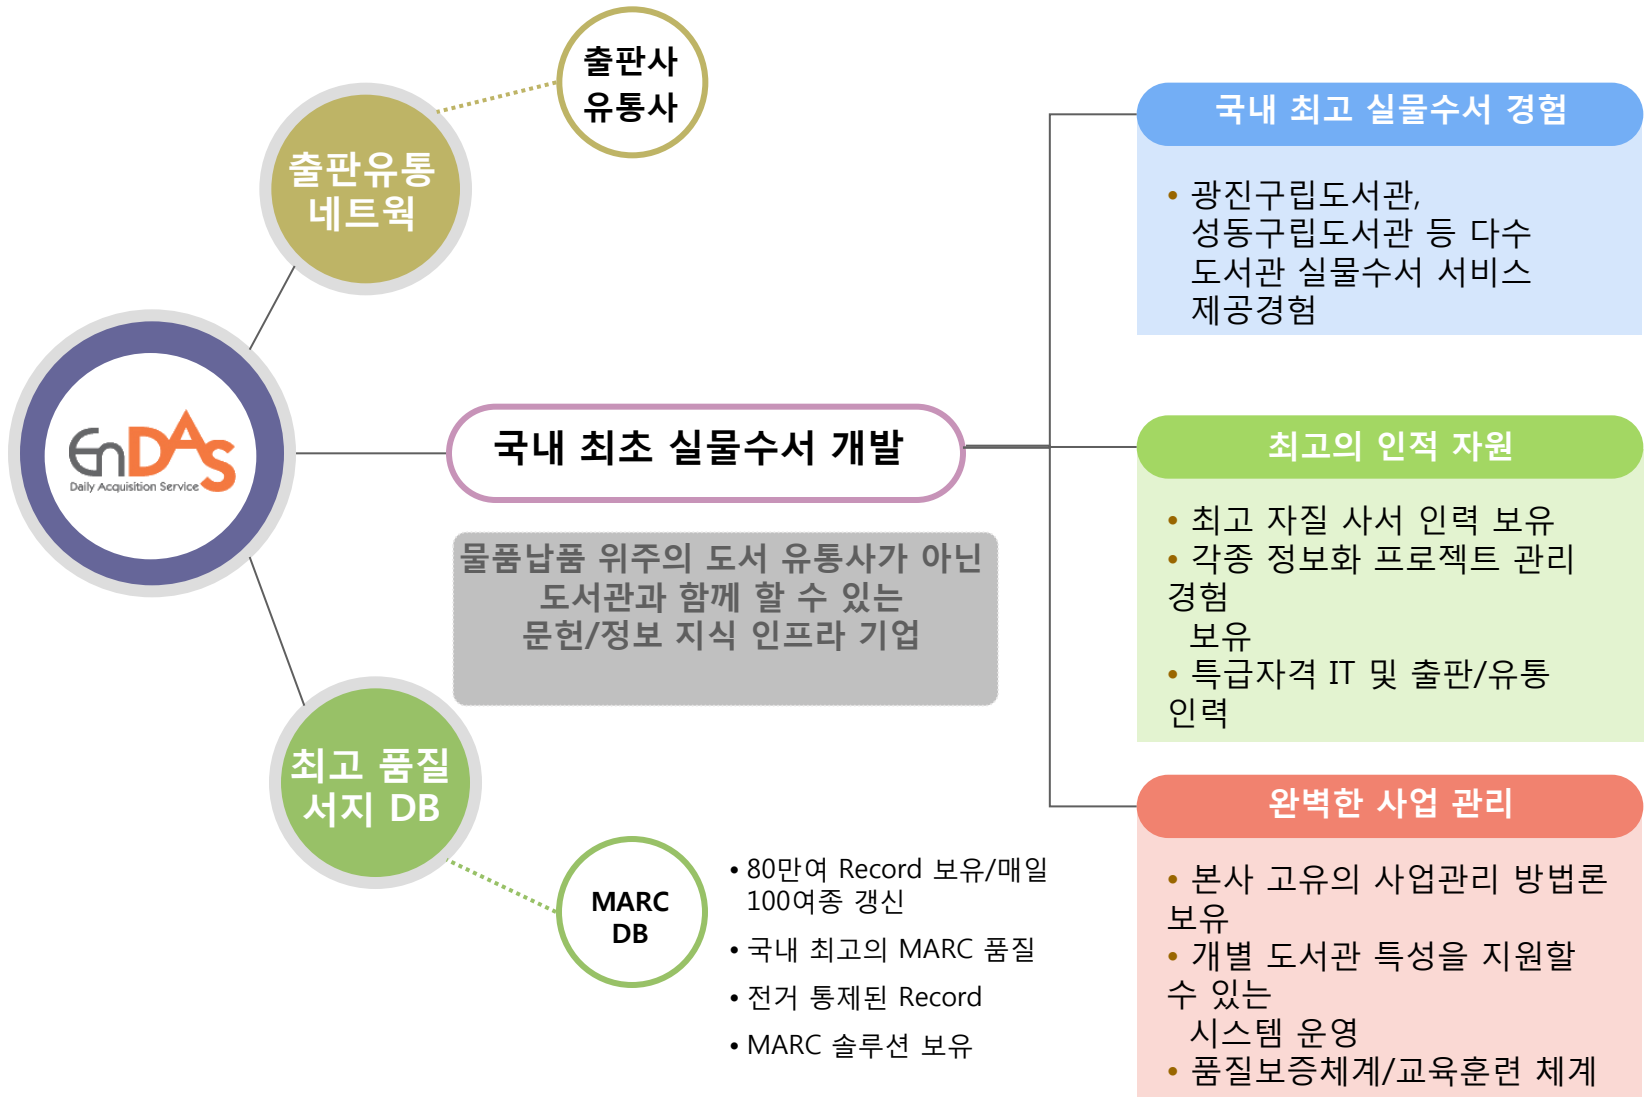 출판사
유통사
출판유통
네트웍
EnDAS
Daily Acquisition Service
국내 최초 실물수서 개발
물품납품 위주의 도서 유통사가 아닌
도서관과 함께 할 수 있는
문헌/정보 지식 인프라 기업
최고 품질
서지 DB
MARC
DB
• 80만여 Record 보유/매일
100여종 갱신
• 국내 최고의 MARC 품질
• 전거 통제된 Record
• MARC 솔루션 보유
국내 최고 실물수서 경험
• 광진구립도서관,
성동구립도서관 등 다수
도서관 실물수서 서비스
제공경험
최고의 인적 자원
• 최고 자질 사서 인력 보유
• 각종 정보화 프로젝트 관리
경험
보유
• 특급자격 IT 및 출판/유통
인력
완벽한 사업 관리
• 본사 고유의 사업관리 방법론
보유
• 개별 도서관 특성을 지원할
수 있는
시스템 운영
• 품질보증체계/교육훈련 체계